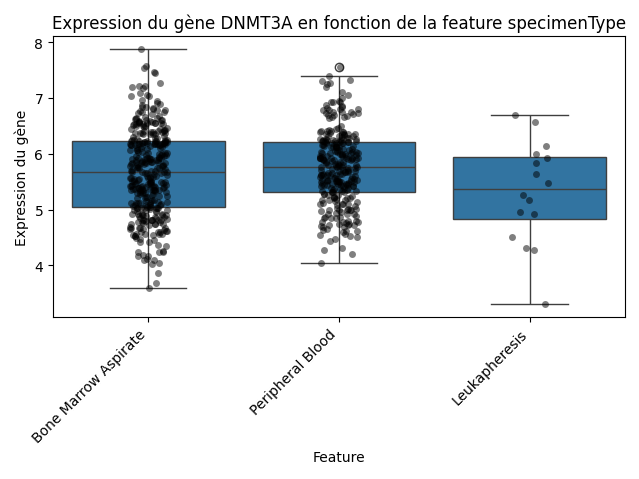 Expression du gène DNMT3A en fonction de la feature specimenType
8
7
6
5
4
Expression du gène
Bone Marrow Aspirate
Peripheral Blood
Leukapheresis
Feature